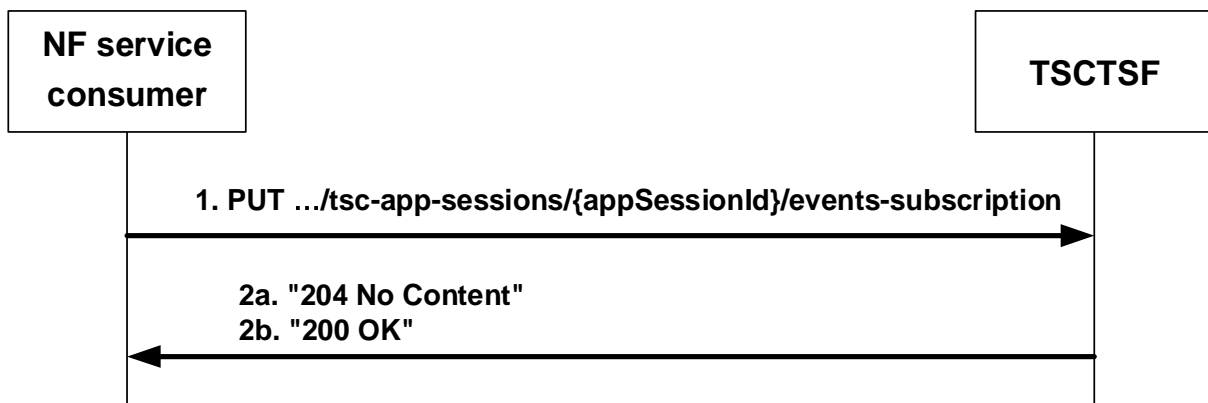 NF service
consumer
TSCTSF
1. PUT .../tsc-app-sessions/{appSessionId}/events-subscription
2a. "204 No Content"
2b. "200 OK"